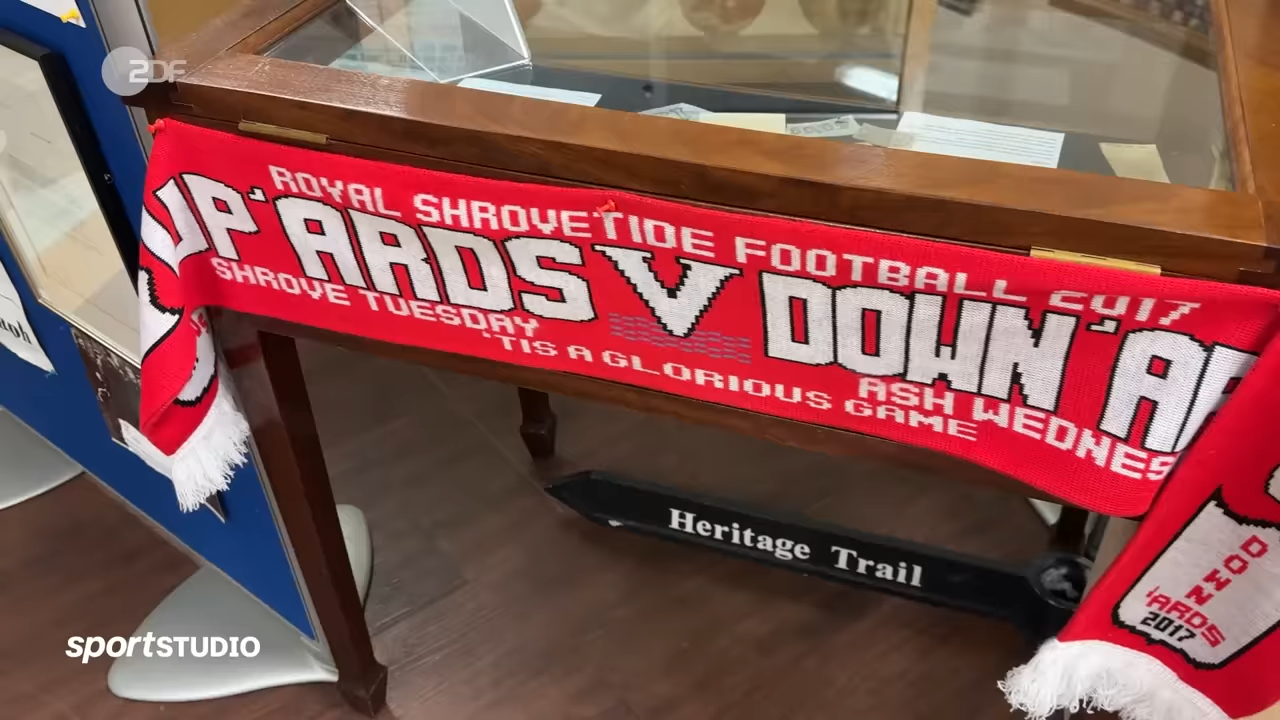 ZDF
ROYAL SHROVETIDE FOOTBALL 2017
UP'ARDS V DOWN'AR
SHROVE TUESDAY
ASH WEDNES
'TIS A GLORIOUS GAME
Heritage Trail
DOWN
'ARDS
2017
sportSTUDIO